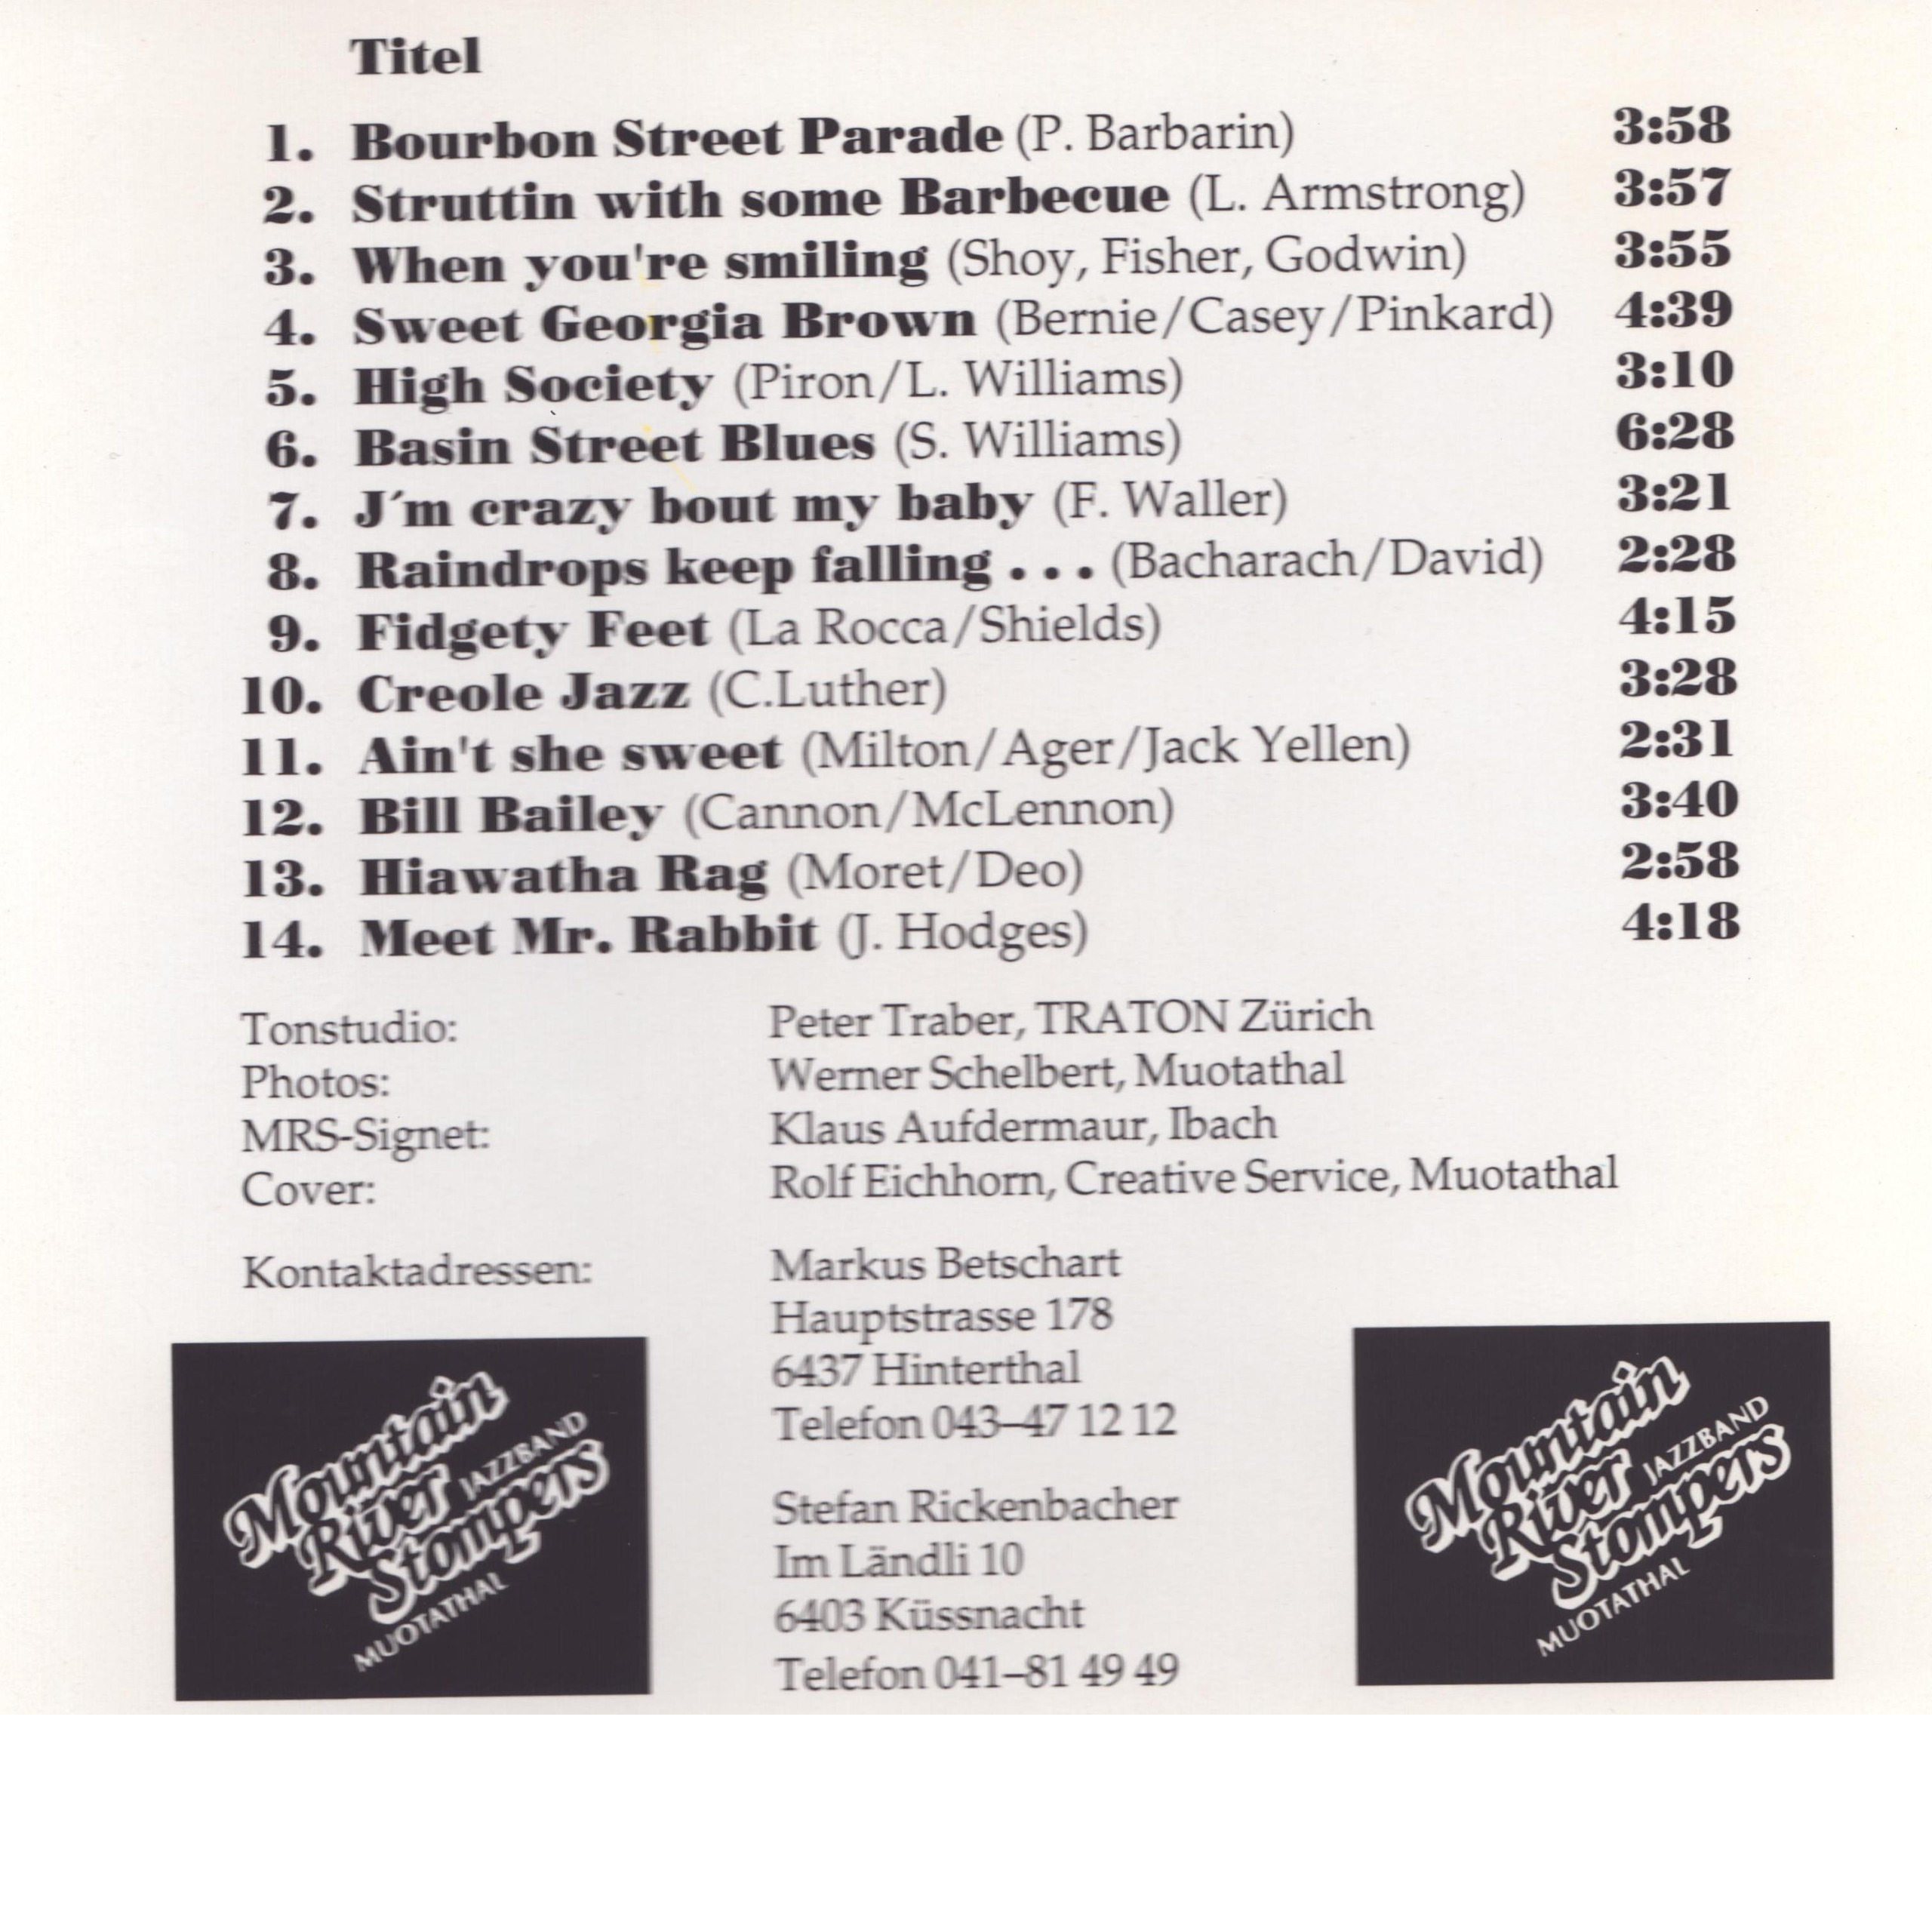 Titel
1. Bourbon Street Parade (P. Barbarin) 3:58
2. Struttin with some Barbecue (L. Armstrong) 3:57
3. When you're smiling (Shoy, Fisher, Godwin) 3:55
4. Sweet Georgia Brown (Bernie/Casey/Pinkard) 4:39
5. High Society (Piron/L. Williams) 3:10
6. Basin Street Blues (S. Williams) 6:28
7. J´m crazy bout my baby (F. Waller) 3:21
8. Raindrops keep falling . . . (Bacharach/David) 2:28
9. Fidgety Feet (La Rocca/Shields) 4:15
10. Creole Jazz (C.Luther) 3:28
11. Ain't she sweet (Milton/Ager/Jack Yellen) 2:31
12. Bill Bailey (Cannon/McLennon) 3:40
13. Hiawatha Rag (Moret/Deo) 2:58
14. Meet Mr. Rabbit (J. Hodges) 4:18
Tonstudio: Peter Traber, TRATON Zürich
Photos: Werner Schelbert, Muotathal
MRS-Signet: Klaus Aufdermaur, Ibach
Cover: Rolf Eichhorn, Creative Service, Muotathal
Kontaktadressen: Markus Betschart
Hauptstrasse 178
6437 Hinterthal
Telefon 043–47 12 12
Stefan Rickenbacher
Im Ländli 10
6403 Küssnacht
Telefon 041–81 49 49
Mountain
River JAZZBAND
Stompers
MUOTATHAL
Mountain
River JAZZBAND
Stompers
MUOTATHAL